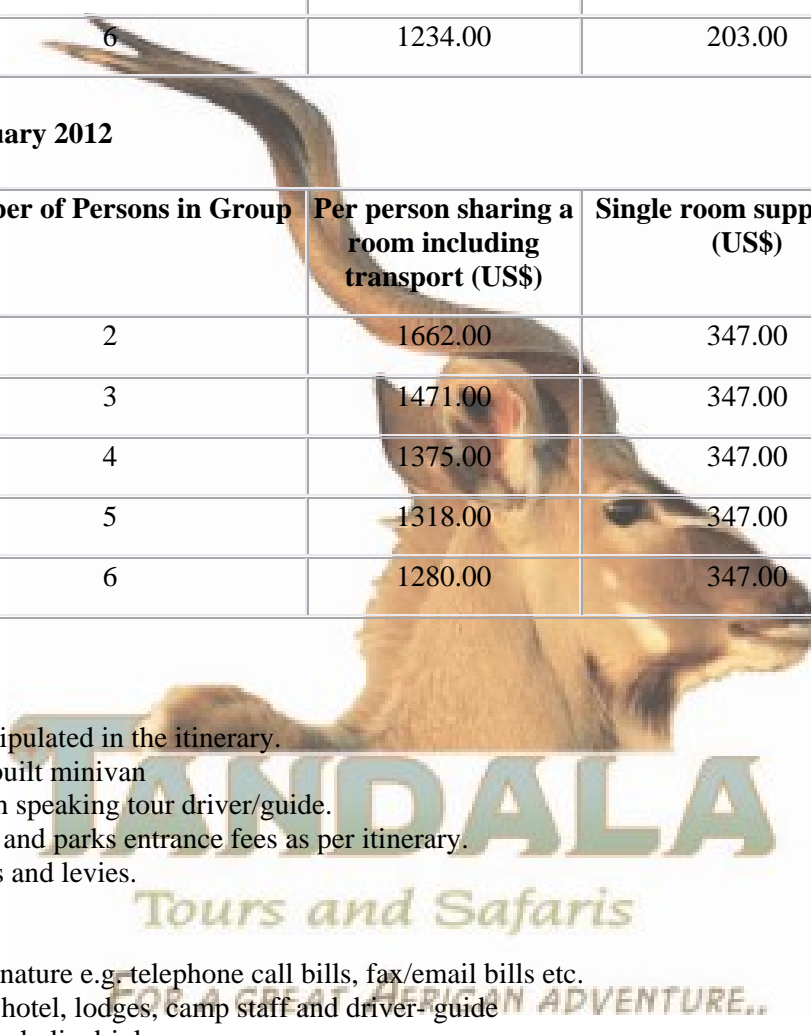 6 1234.00 203.00
uary 2012
er of Persons in Group Per person sharing a Single room supp
room including (US$)
transport (US$)
2 1662.00 347.00
3 1471.00 347.00
4 1375.00 347.00
5 1318.00 347.00
6 1280.00 347.00
ipulated in the itinerary.
built minivan
speaking tour driver/guide.
and parks entrance fees as per itinerary.
s and levies.
TANDALA
Tours and Safaris
nature e.g. telephone call bills, fax/email bills etc.
hotel, lodges, camp staff and driver- guide
FOR A GREAT AFRICAN ADVENTURE..